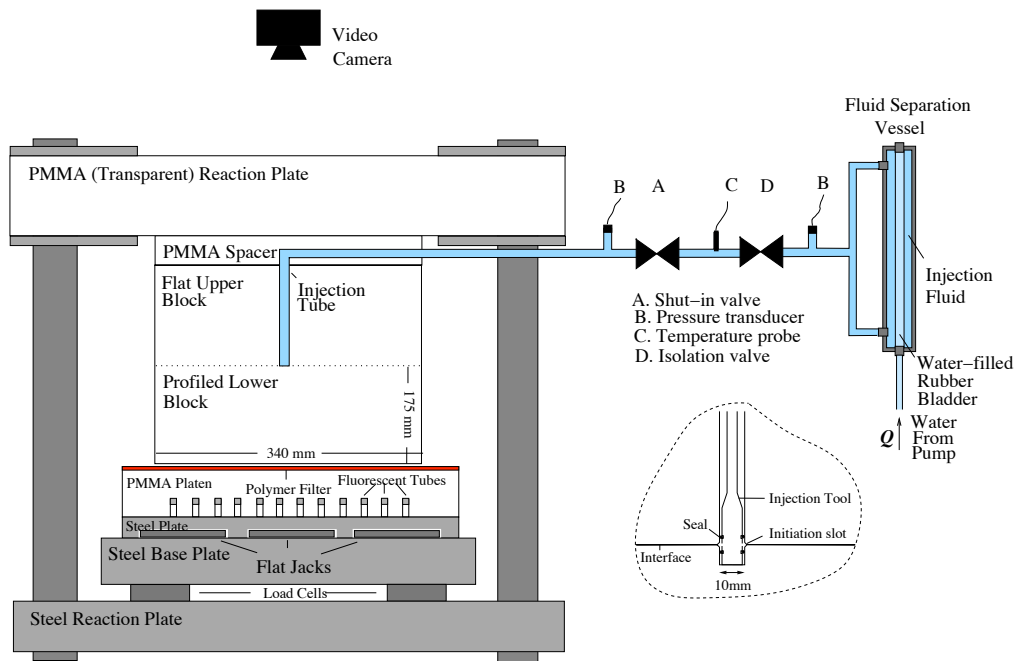 Video
Camera
Fluid Separation
Vessel
PMMA (Transparent) Reaction Plate
B
A
C
D
B
PMMA Spacer
Flat Upper
Block
Injection
Tube
Injection
Fluid
A. Shut−in valve
B. Pressure transducer
C. Temperature probe
D. Isolation valve
Profiled Lower
Block
175 mm
Water−filled
Rubber
Bladder
Q
Water
From
Pump
340 mm
PMMA Platen
Polymer Filter
Fluorescent Tubes
Injection Tool
Seal
Initiation slot
Interface
10mm
Steel Plate
Steel Base Plate
Flat Jacks
Load Cells
Steel Reaction Plate